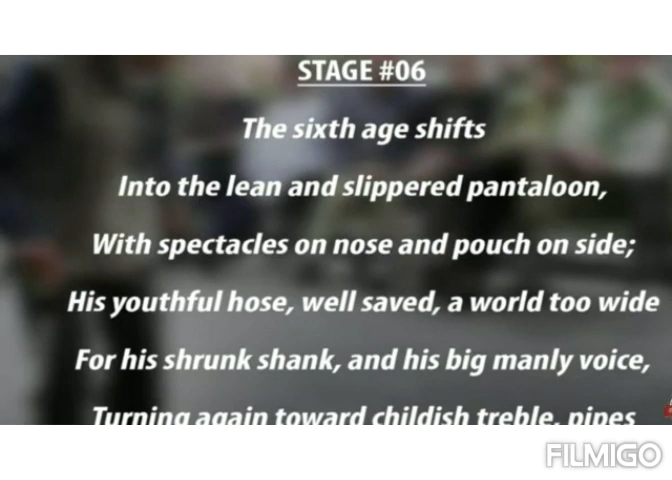 STAGE #06
The sixth age shifts
Into the lean and slippered pantaloon,
With spectacles on nose and pouch on side;
His youthful hose, well saved, a world too wide
For his shrunk shank, and his big manly voice,
Turning again toward childish treble, pipes
FILMIGO